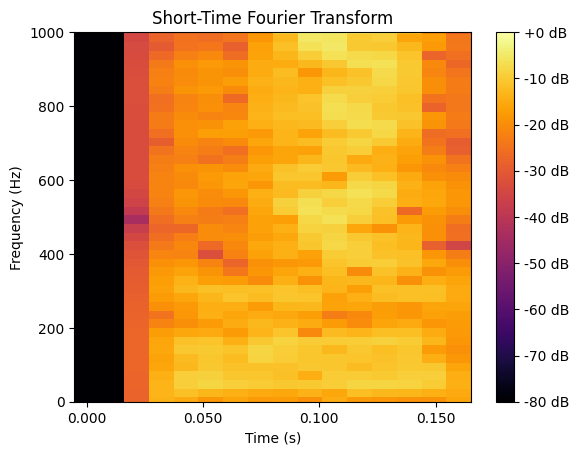 Short-Time Fourier Transform
1000
800
600
400
200
0
Frequency (Hz)
0.000
0.050
0.100
0.150
Time (s)
+0 dB
-10 dB
-20 dB
-30 dB
-40 dB
-50 dB
-60 dB
-70 dB
-80 dB